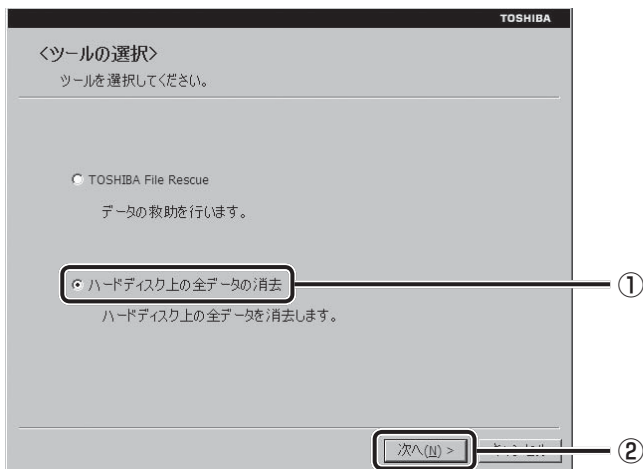 TOSHIBA
<ツールの選択>
ツールを選択してください。
TOSHIBA File Rescue
データの救助を行います。
ハードディスク上の全データの消去
①
ハードディスク上の全データを消去します。
次へ(N) >
②